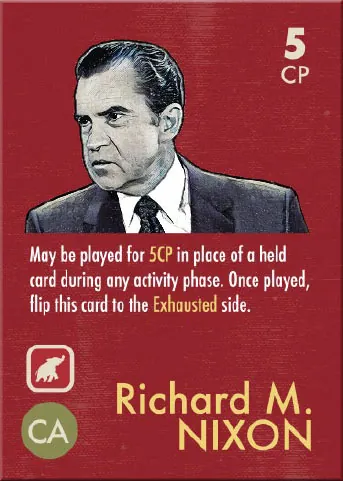 5
CP
May be played for 5CP in place of a held
card during any activity phase. Once played,
flip this card to the Exhausted side.
CA
Richard M.
NIXON